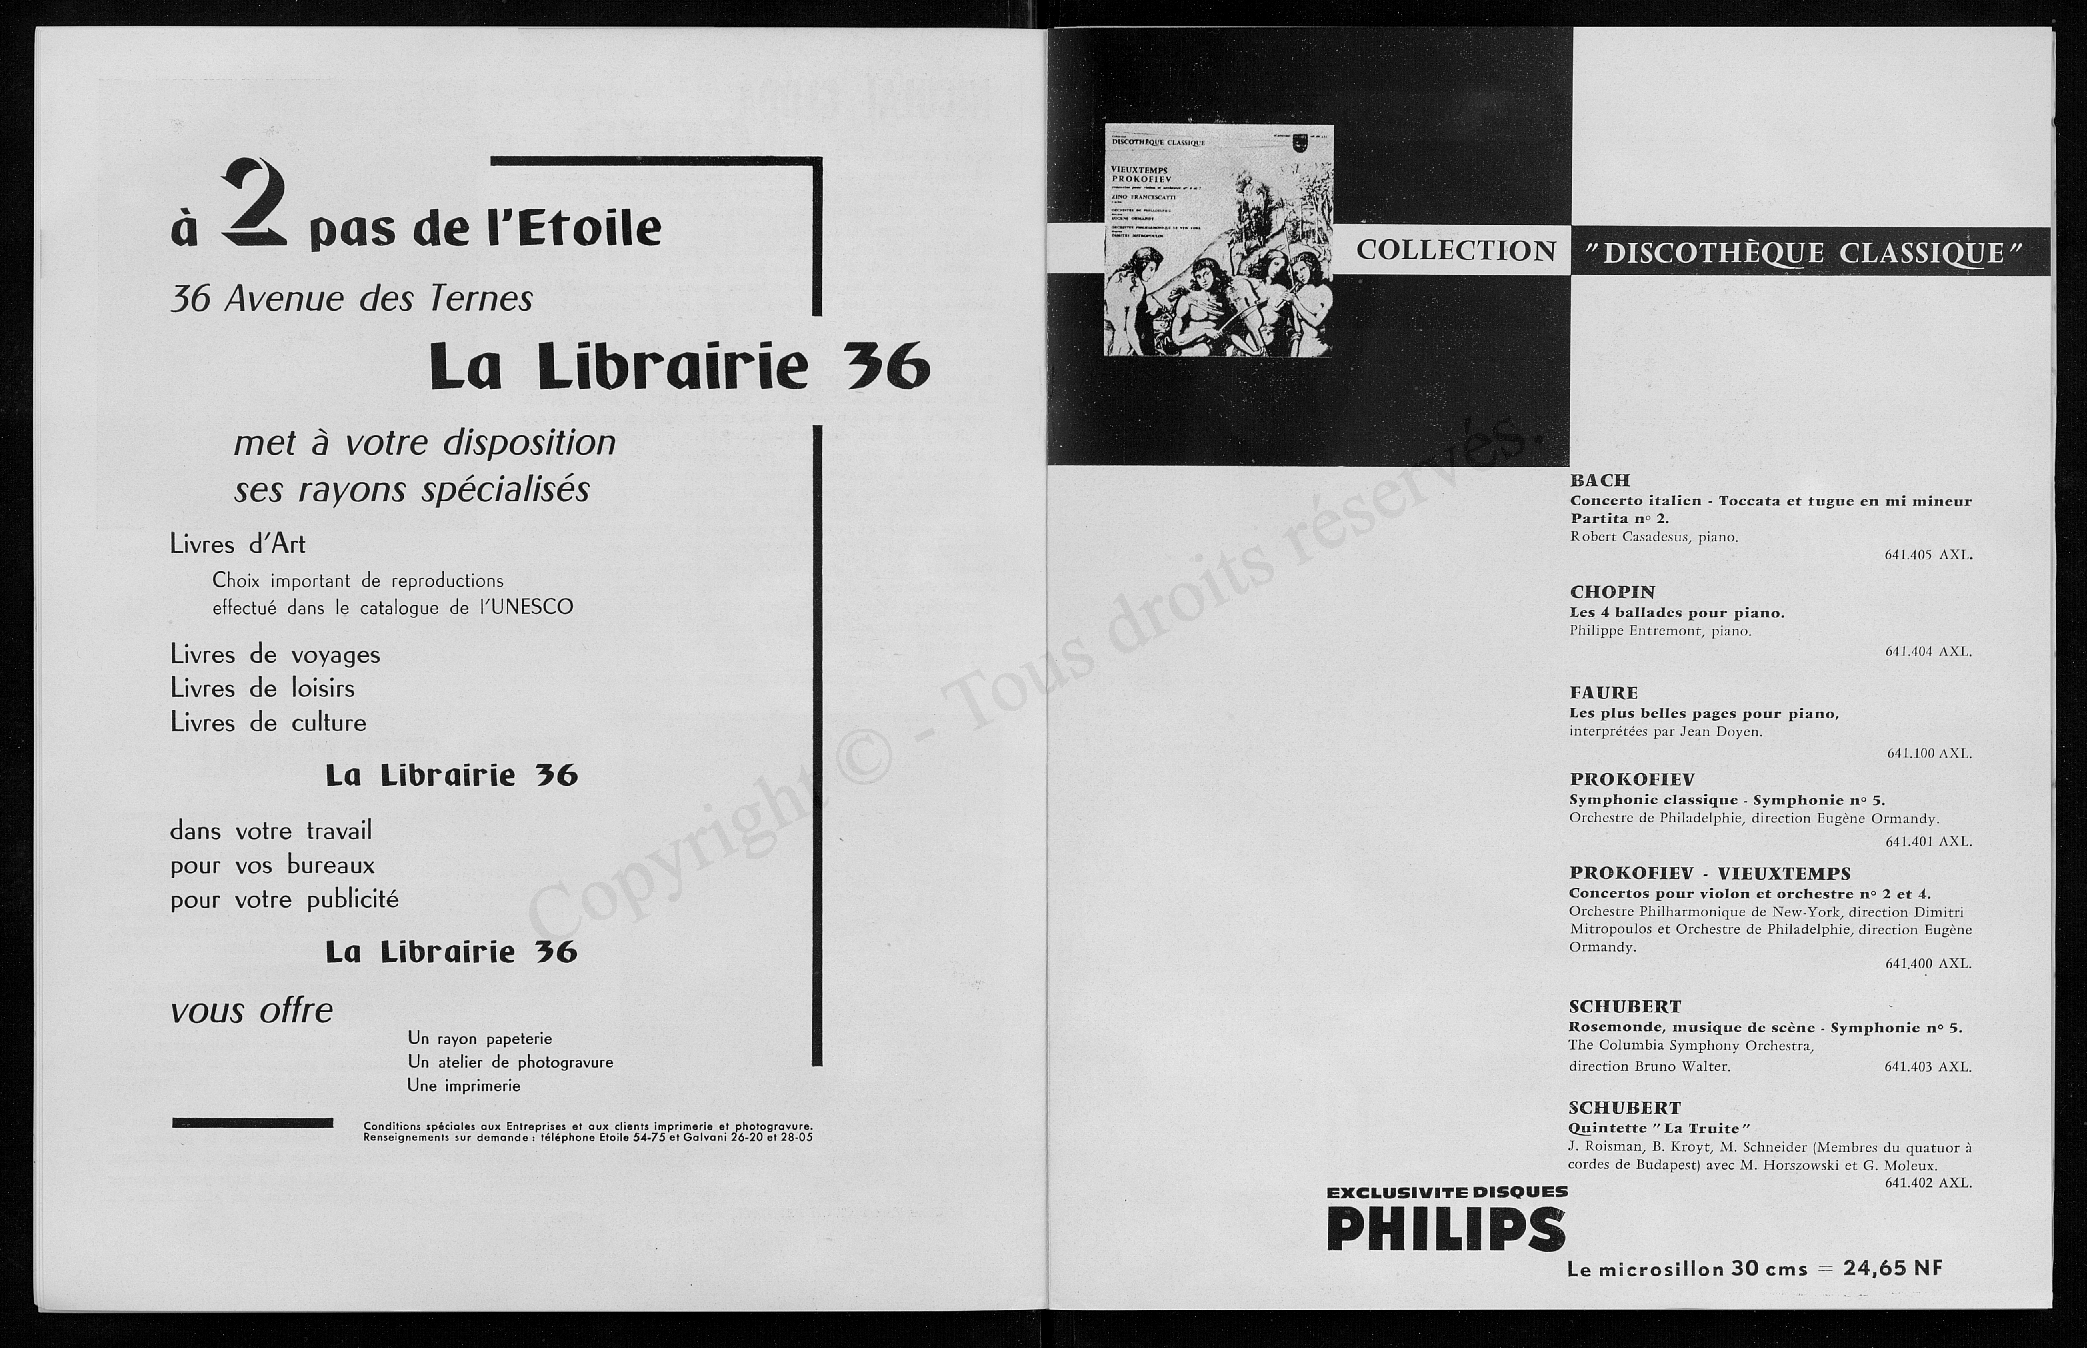 à 2 pas de l'Etoile
36 Avenue des Ternes
La Librairie 36
met à votre disposition
ses rayons spécialisés
Livres d'Art
Choix important de reproductions
effectué dans le catalogue de l'UNESCO
Livres de voyages
Livres de loisirs
Livres de culture
La Librairie 36
dans votre travail
pour vos bureaux
pour votre publicité
La Librairie 36
vous offre
Un rayon papeterie
Un atelier de photogravure
Une imprimerie
Conditions spéciales aux Entreprises et aux clients imprimerie et photogravure.
Renseignements sur demande : téléphone Etoile 54-75 et Galvani 26-20 et 28-05
DISCOTHÈQUE CLASSIQUE
VIEUXTEMPS
PROKOFIEV
ZINO FRANCESCATTI
EUGENE ORMANDY
DIMITRI MITROPOULOS
COLLECTION "DISCOTHÈQUE CLASSIQUE"
BACH
Concerto italien - Toccata et tugue en mi mineur
Partita nº 2.
Robert Casadesus, piano.
641.405 AXL.
CHOPIN
Les 4 ballades pour piano.
Philippe Entremont, piano.
641.404 AXL.
FAURE
Les plus belles pages pour piano,
interprétées par Jean Doyen.
641.100 AXL.
PROKOFIEV
Symphonie classique - Symphonie nº 5.
Orchestre de Philadelphie, direction Eugène Ormandy.
641.401 AXL.
PROKOFIEV - VIEUXTEMPS
Concertos pour violon et orchestre nº 2 et 4.
Orchestre Philharmonique de New-York, direction Dimitri
Mitropoulos et Orchestre de Philadelphie, direction Eugène
Ormandy.
641.400 AXL.
SCHUBERT
Rosemonde, musique de scène - Symphonie nº 5.
The Columbia Symphony Orchestra,
direction Bruno Walter. 641.403 AXL.
SCHUBERT
Quintette "La Truite"
J. Roisman, B. Kroyt, M. Schneider (Membres du quatuor à
cordes de Budapest) avec M. Horszowski et G. Moleux.
641.402 AXL.
EXCLUSIVITE DISQUES
PHILIPS
Le microsillon 30 cms = 24,65 NF
Copyright © - Tous droits réservés.